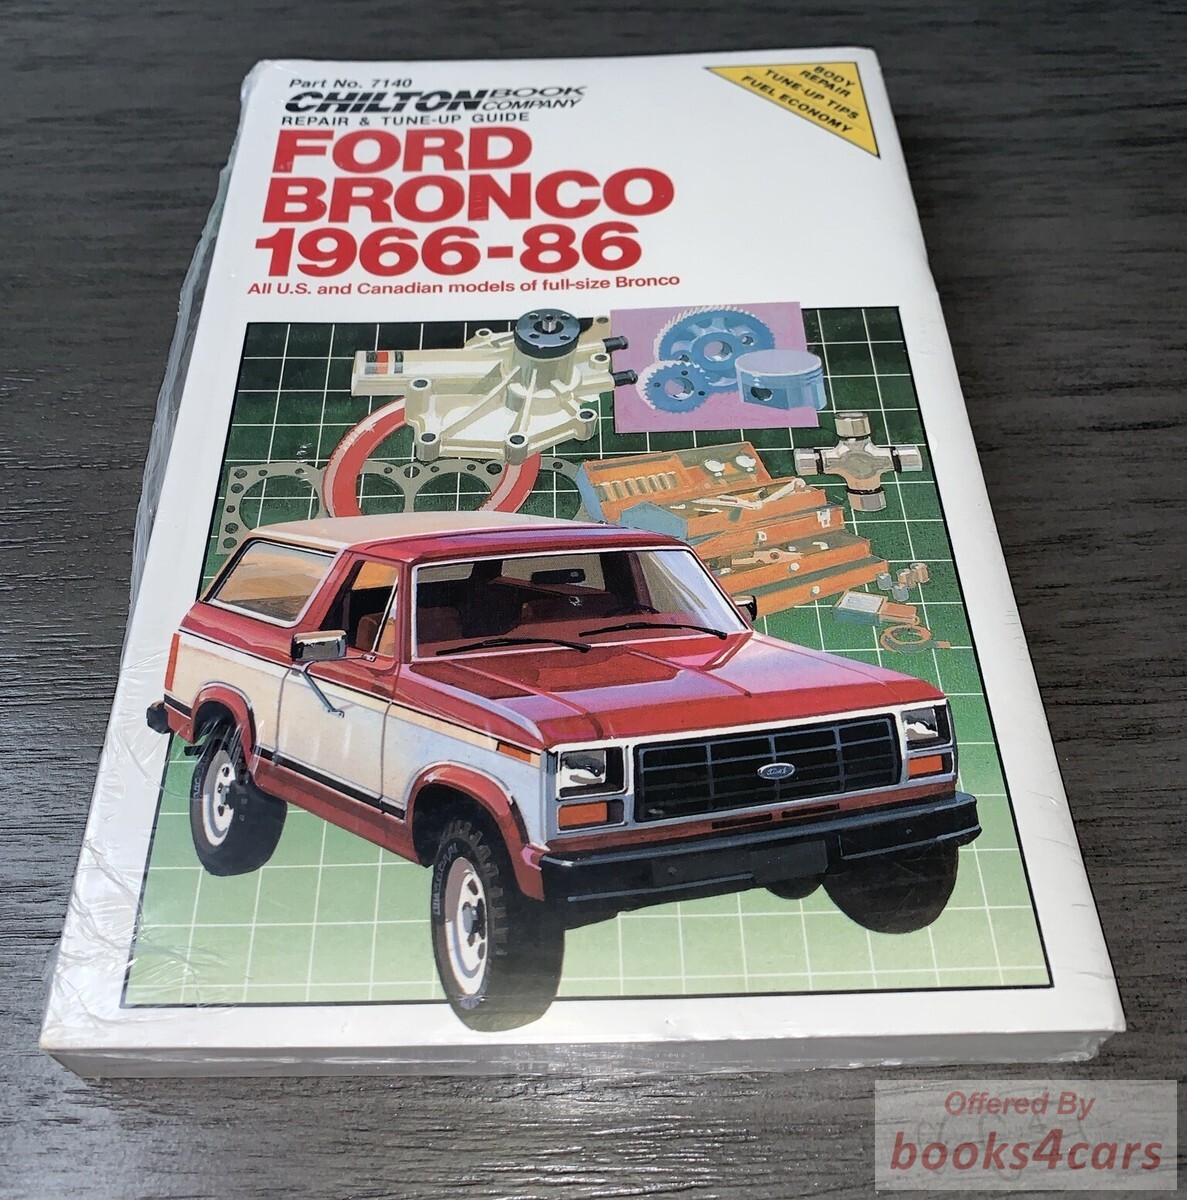 Part No. 7140
CHILTON BOOK COMPANY
REPAIR & TUNE-UP GUIDE
FORD
BRONCO
1966-86
All U.S. and Canadian models of full-size Bronco
BODY
REPAIR
TUNE-UP TIPS
FUEL ECONOMY
Ford
Offered By
books4cars